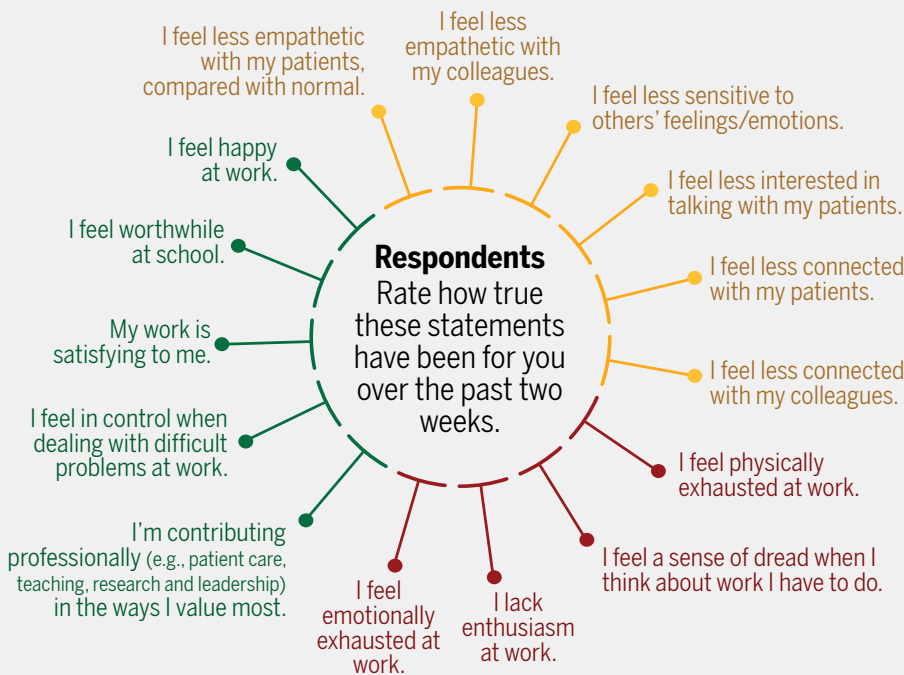 I feel less empathetic
with my patients,
compared with normal.
I feel less
empathetic with
my colleagues.
I feel less sensitive to
others' feelings/emotions.
I feel less interested in
talking with my patients.
I feel less connected
with my patients.
I feel less connected
with my colleagues.
I feel physically
exhausted at work.
I feel a sense of dread when I
think about work I have to do.
I lack
enthusiasm
at work.
I feel
emotionally
exhausted at
work.
I'm contributing
professionally (e.g., patient care,
teaching, research and leadership)
in the ways I value most.
I feel in control when
dealing with difficult
problems at work.
My work is
satisfying to me.
I feel worthwhile
at school.
I feel happy
at work.
Respondents
Rate how true
these statements
have been for you
over the past two
weeks.